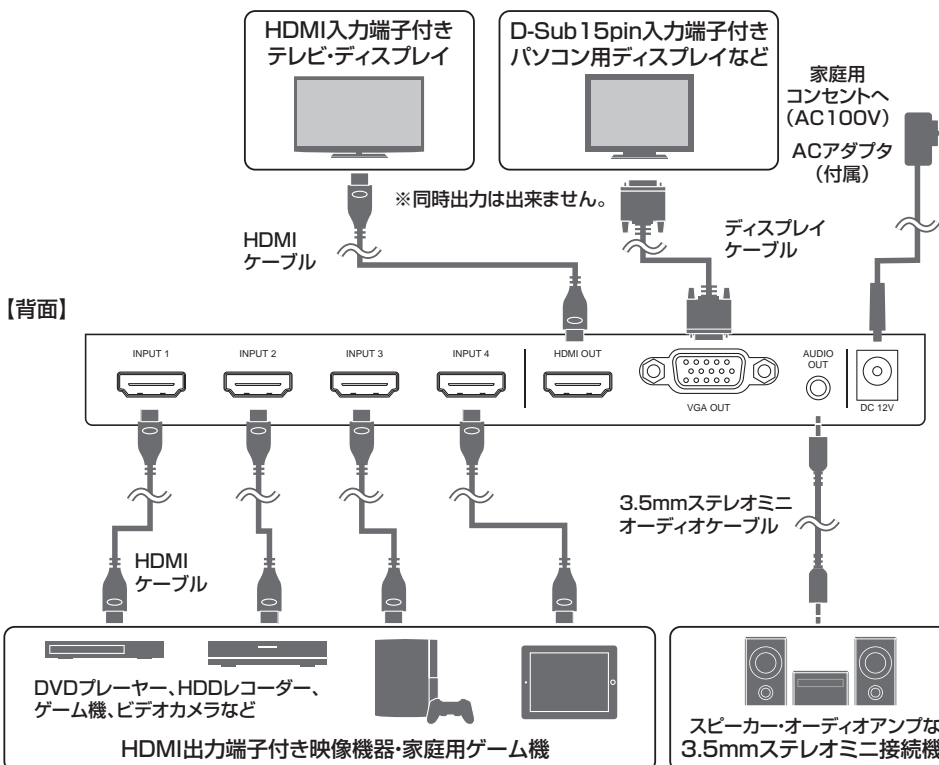 HDMI入力端子付き
テレビ・ディスプレイ
D-Sub15pin入力端子付き
パソコン用ディスプレイなど
家庭用
コンセントへ
（AC100V）
ACアダプタ
（付属）
※同時出力は出来ません。
HDMI
ケーブル
ディスプレイ
ケーブル
【背面】
INPUT 1
INPUT 2
INPUT 3
INPUT 4
HDMI OUT
VGA OUT
AUDIO
OUT
DC 12V
3.5mmステレオミニ
オーディオケーブル
HDMI
ケーブル
DVDプレーヤー、HDDレコーダー、
ゲーム機、ビデオカメラなど
HDMI出力端子付き映像機器・家庭用ゲーム機
スピーカー・オーディオアンプな
3.5mmステレオミニ接続機